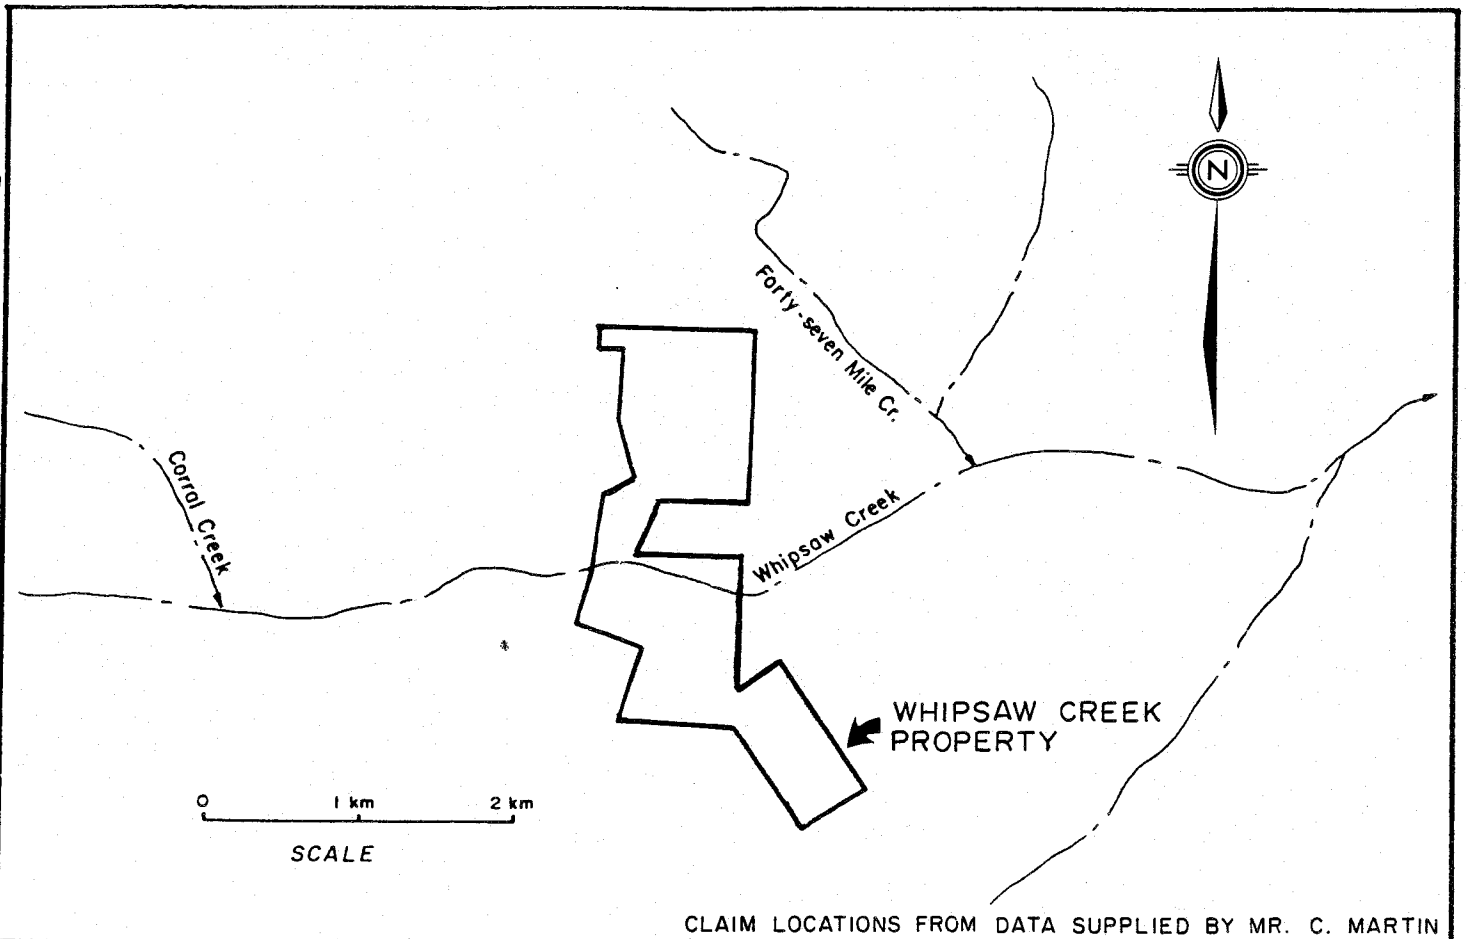 N
Forty-seven Mile Cr.
Corral Creek
Whipsaw Creek
WHIPSAW CREEK
PROPERTY
0 1 km 2 km
SCALE
CLAIM LOCATIONS FROM DATA SUPPLIED BY MR. C. MARTIN